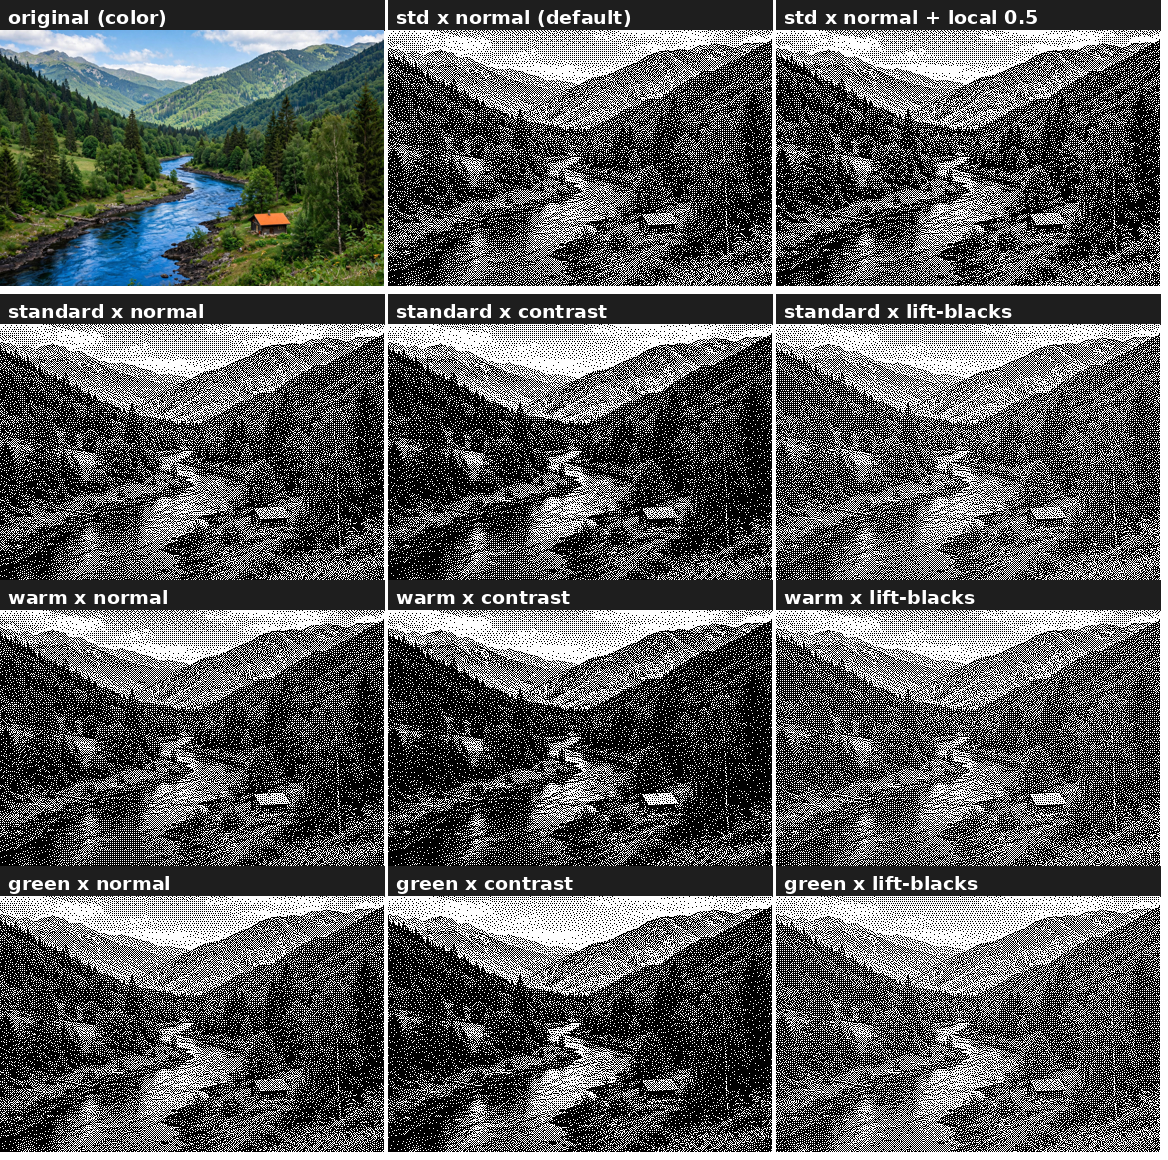 original (color)
std x normal (default)
std x normal + local 0.5
standard x normal
standard x contrast
standard x lift-blacks
warm x normal
warm x contrast
warm x lift-blacks
green x normal
green x contrast
green x lift-blacks